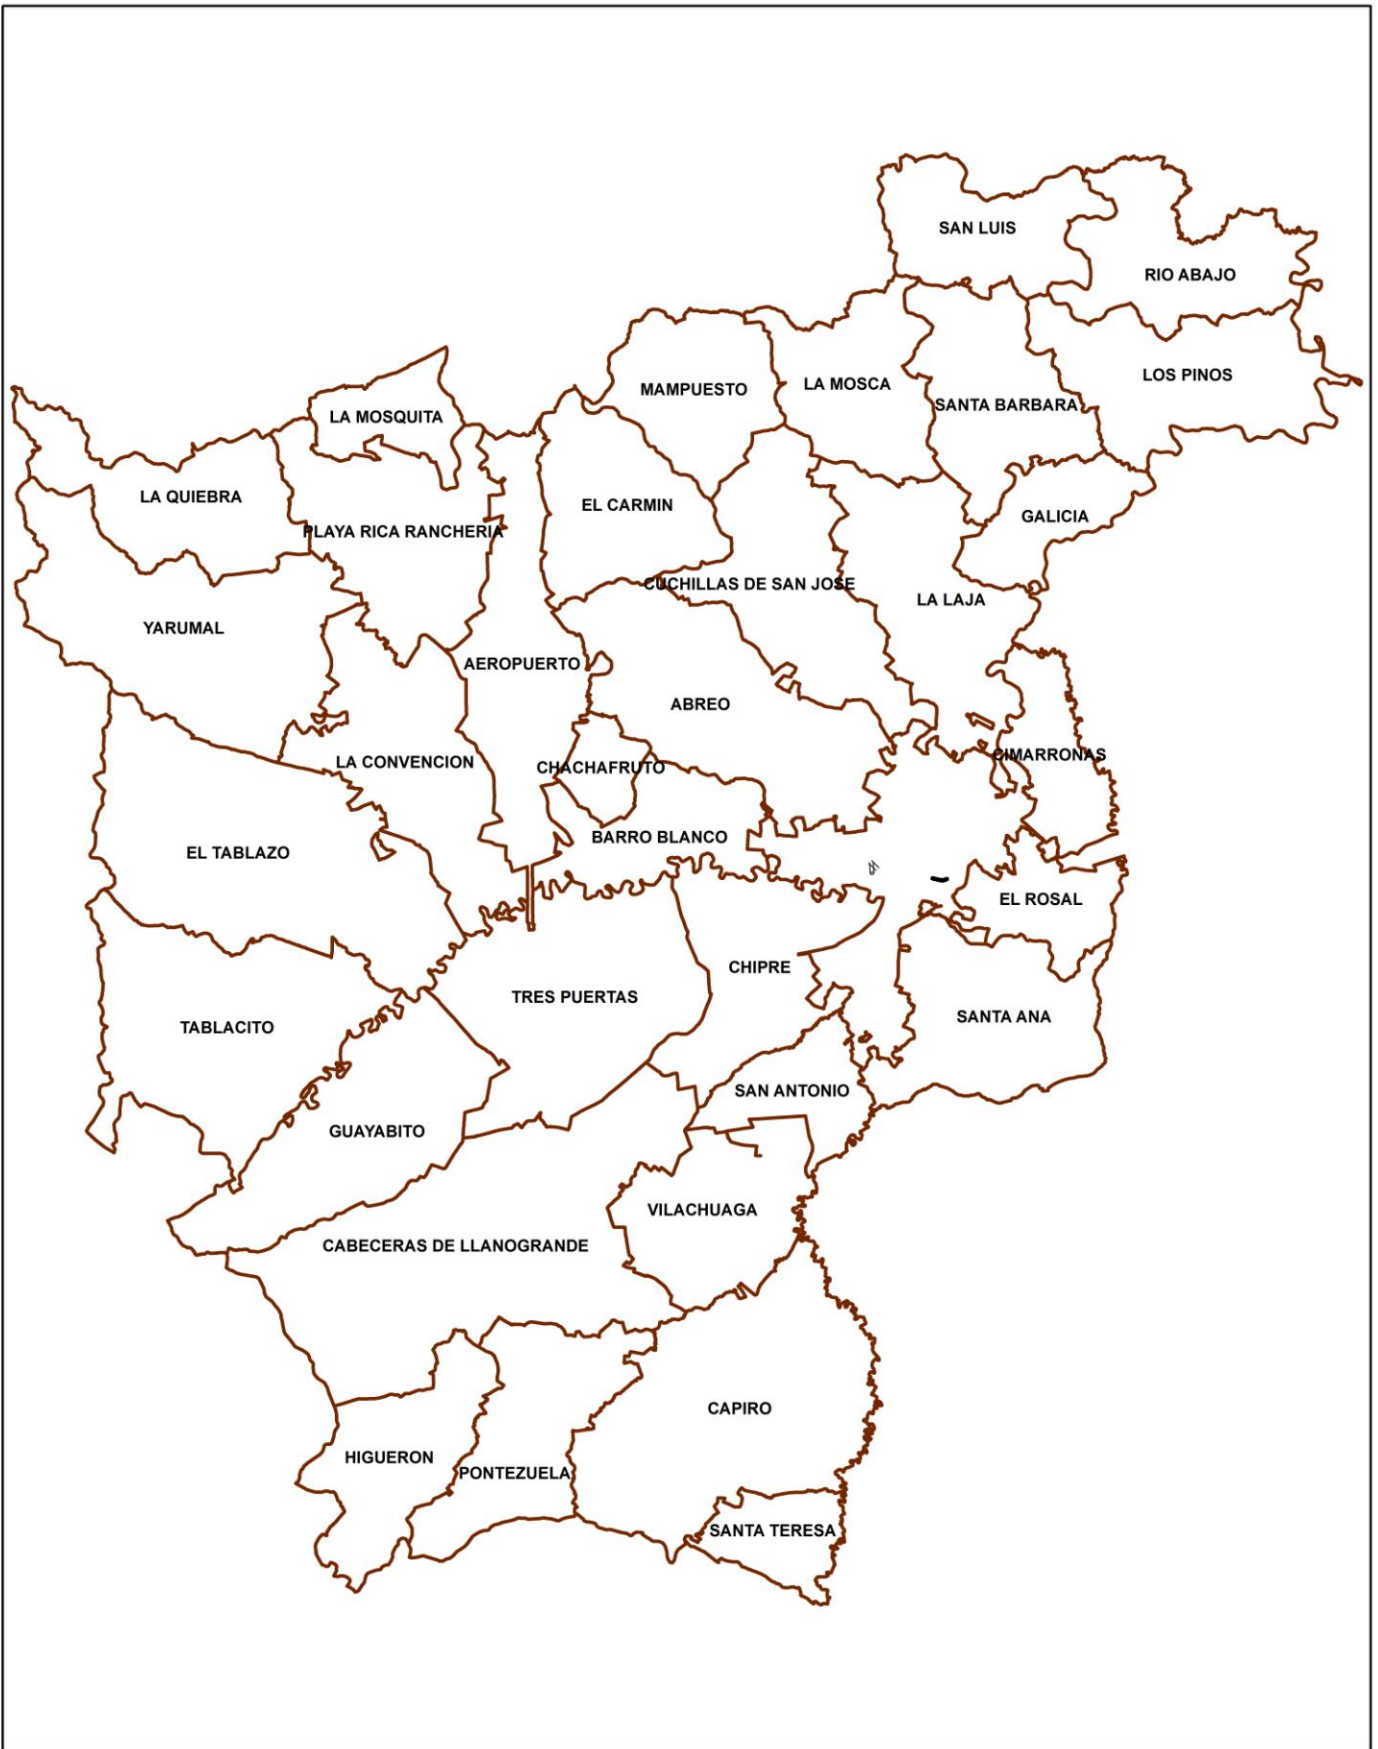 SAN LUIS
RIO ABAJO
LOS PINOS
LA MOSCA
MAMPUESTO
SANTA BARBARA
LA MOSQUITA
LA QUIEBRA
EL CARMIN
GALICIA
PLAYA RICA RANCHERIA
CUCHILLAS DE SAN JOSE
LA LAJA
YARUMAL
AEROPUERTO
ABREO
CIMARRONAS
LA CONVENCION
CHACHAFRUTO
BARRO BLANCO
EL TABLAZO
EL ROSAL
CHIPRE
TRES PUERTAS
SANTA ANA
TABLACITO
SAN ANTONIO
GUAYABITO
VILACHUAGA
CABECERAS DE LLANOGRANDE
CAPIRO
HIGUERON
PONTEZUELA
SANTA TERESA